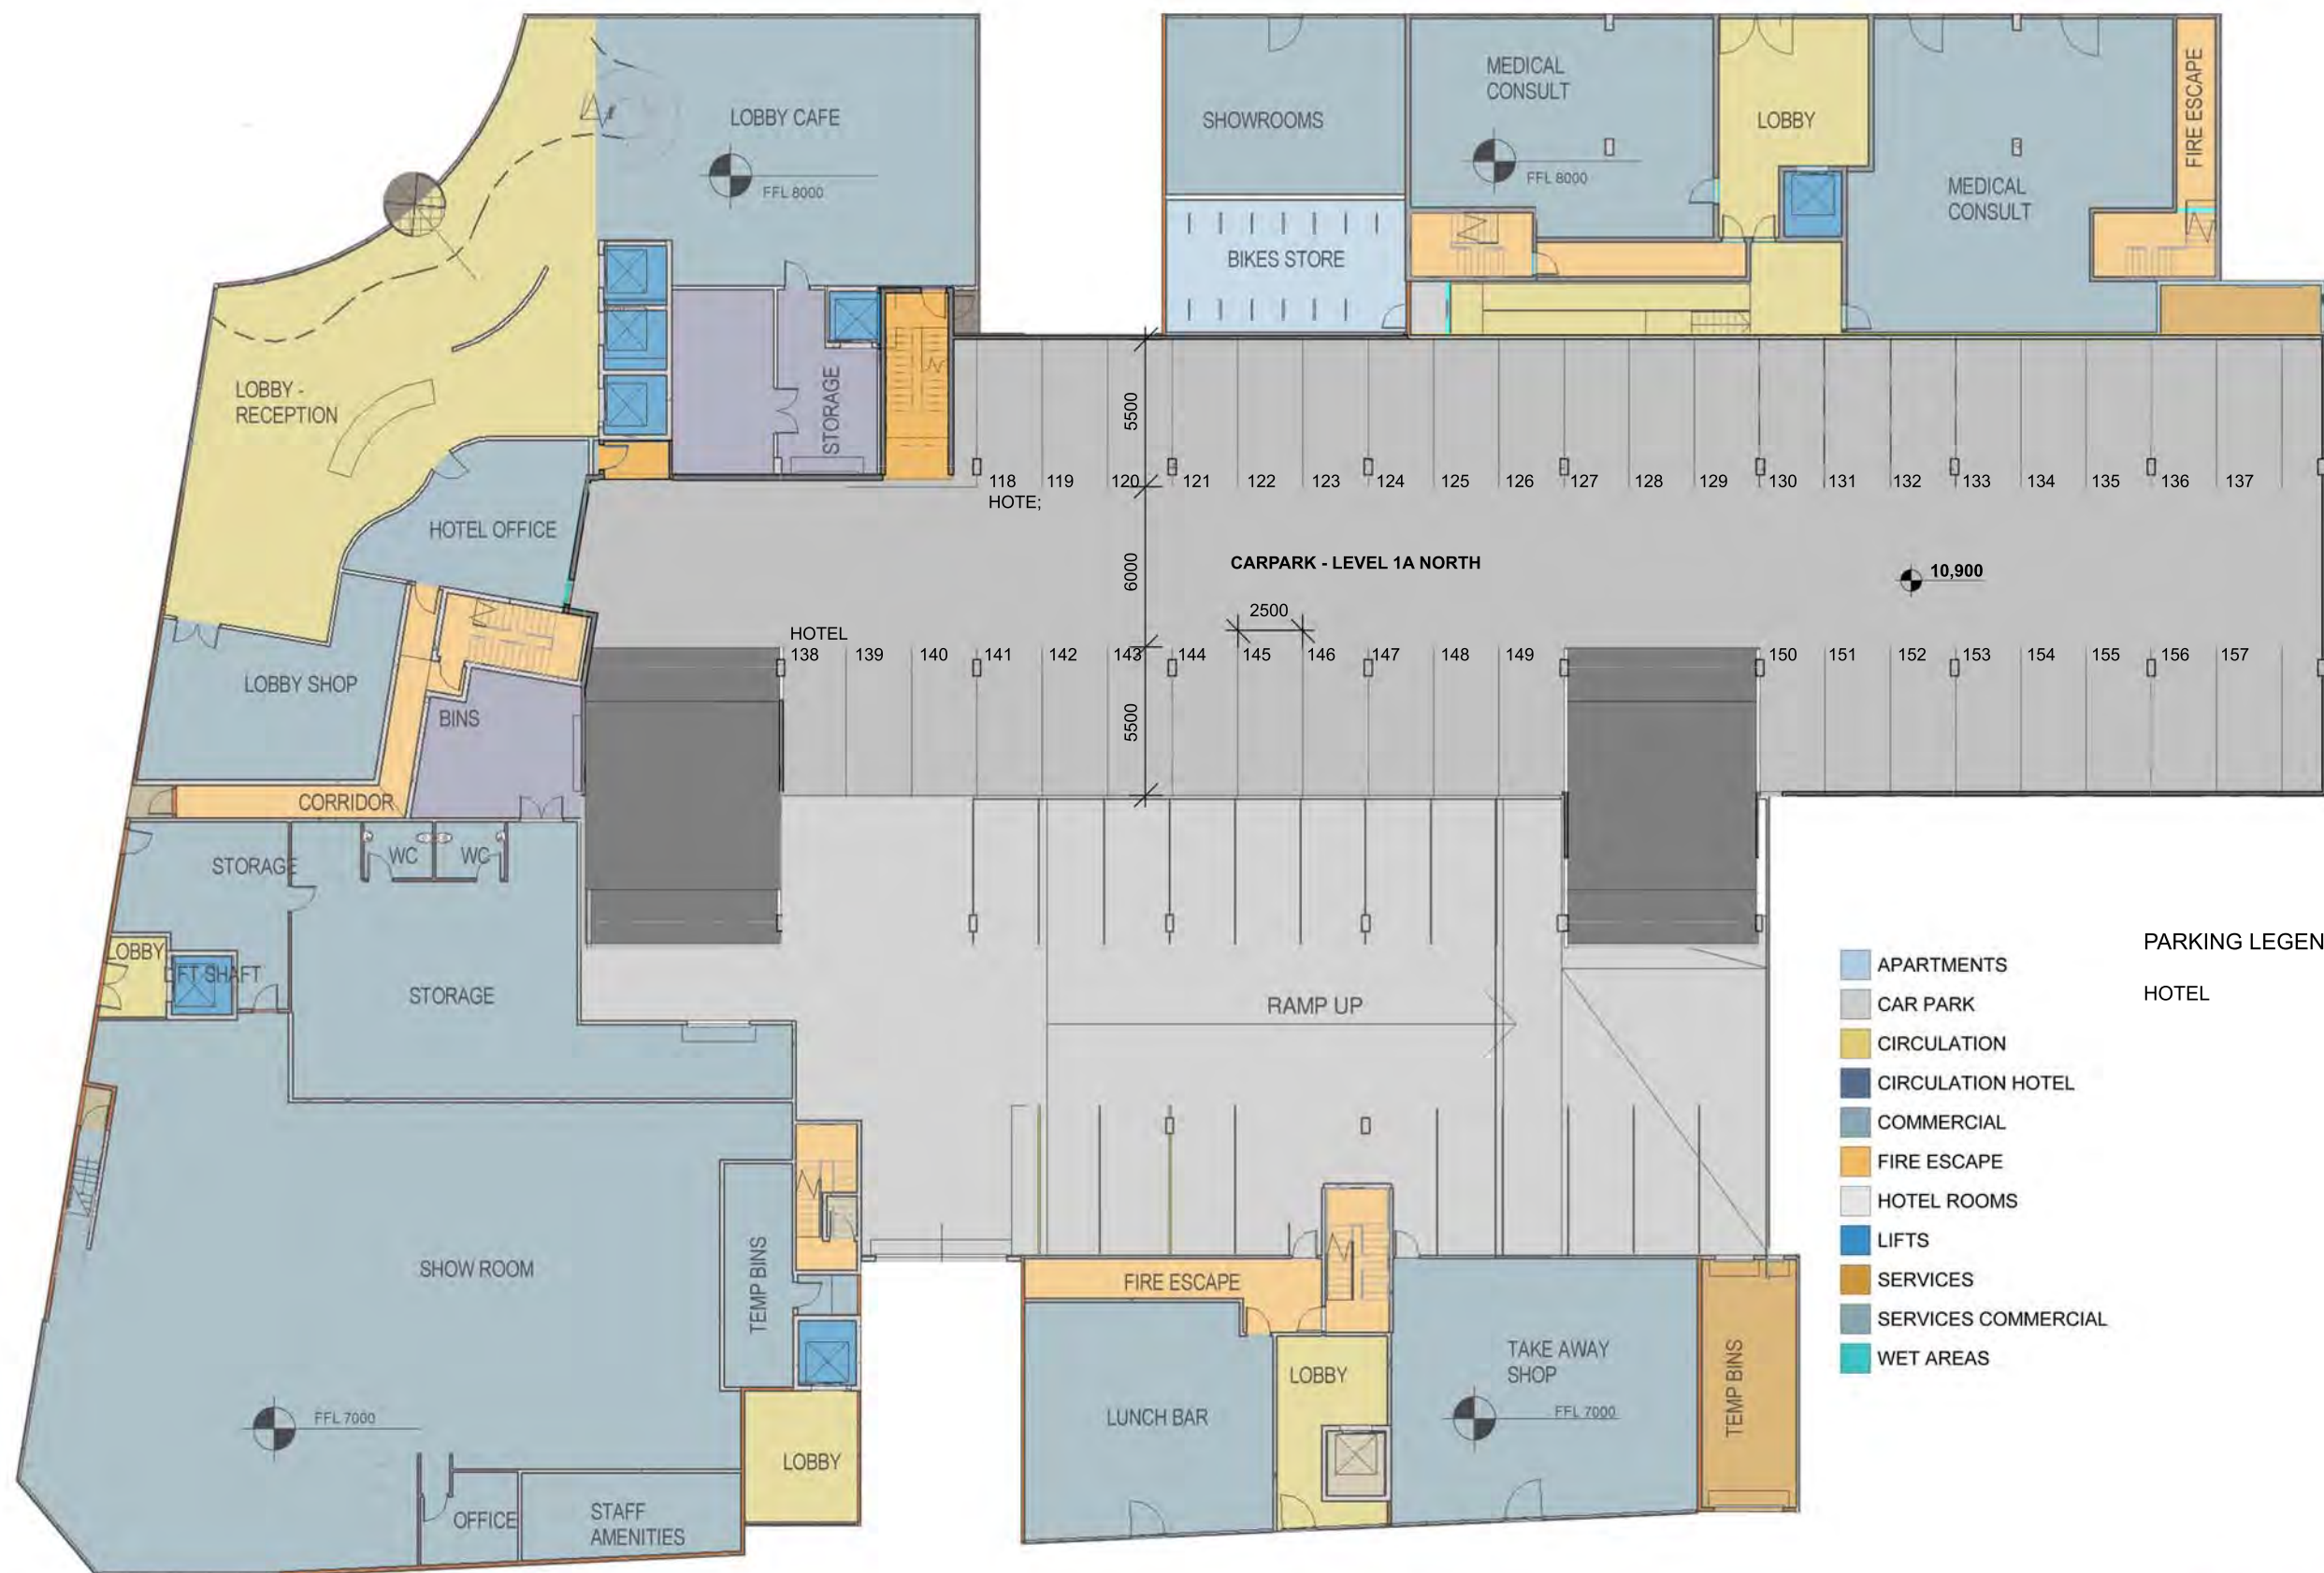 LOBBY CAFE
FFL 8000
SHOWROOMS
MEDICAL
CONSULT
FFL 8000
LOBBY
MEDICAL
CONSULT
FIRE ESCAPE
BIKES STORE
LOBBY -
RECEPTION
STORAGE
HOTEL OFFICE
5500
118 119 120 121 122 123 124 125 126 127 128 129 130 131 132 133 134 135 136 137
HOTE;
CARPARK - LEVEL 1A NORTH
6000
10,900
2500
HOTEL
138 139 140 141 142 143 144 145 146 147 148 149 150 151 152 153 154 155 156 157
5500
LOBBY SHOP
BINS
CORRIDOR
STORAGE
WC
WC
LOBBY
FT SHAFT
STORAGE
RAMP UP
SHOW ROOM
TEMP BINS
FIRE ESCAPE
LOBBY
TAKE AWAY
SHOP
FFL 7000
TEMP BINS
LUNCH BAR
FFL 7000
LOBBY
OFFICE
STAFF
AMENITIES
PARKING LEGEN
HOTEL
APARTMENTS
CAR PARK
CIRCULATION
CIRCULATION HOTEL
COMMERCIAL
FIRE ESCAPE
HOTEL ROOMS
LIFTS
SERVICES
SERVICES COMMERCIAL
WET AREAS